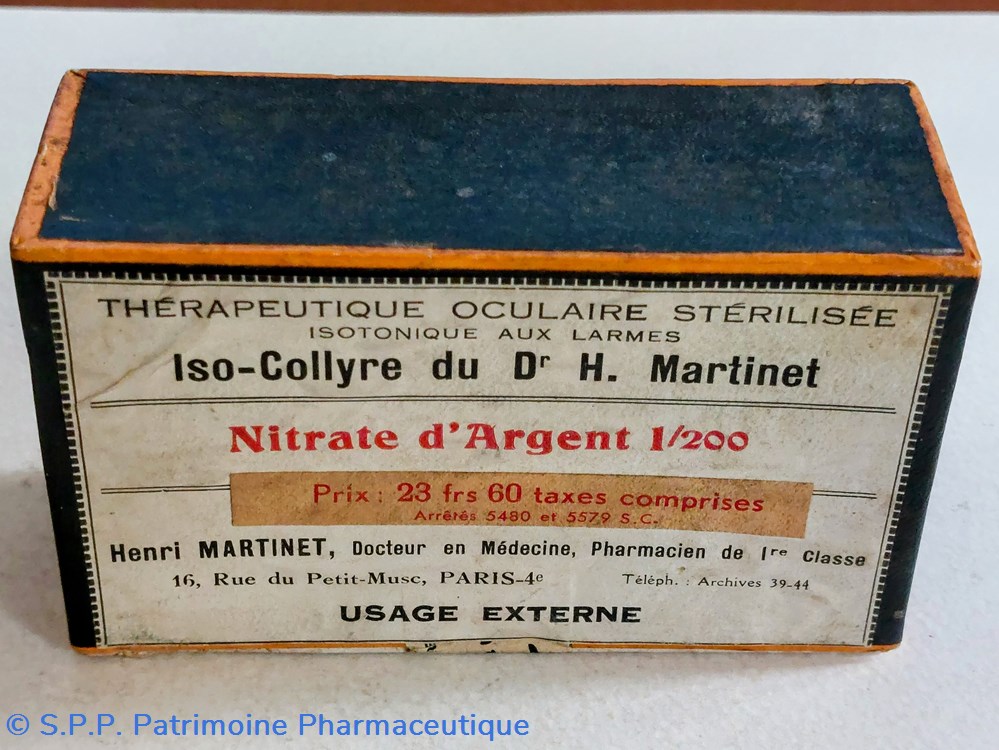 THÉRAPEUTIQUE OCULAIRE STÉRILISÉE
ISOTONIQUE AUX LARMES
Iso-Collyre du Dr H. Martinet
Nitrate d'Argent 1/200
Prix : 23 frs 60 taxes comprises
Arrêtés 5480 et 5579 S.C.
Henri MARTINET, Docteur en Médecine, Pharmacien de 1re Classe
16, Rue du Petit-Musc, PARIS-4e Téléph. : Archives 39-44
USAGE EXTERNE
© S.P.P. Patrimoine Pharmaceutique